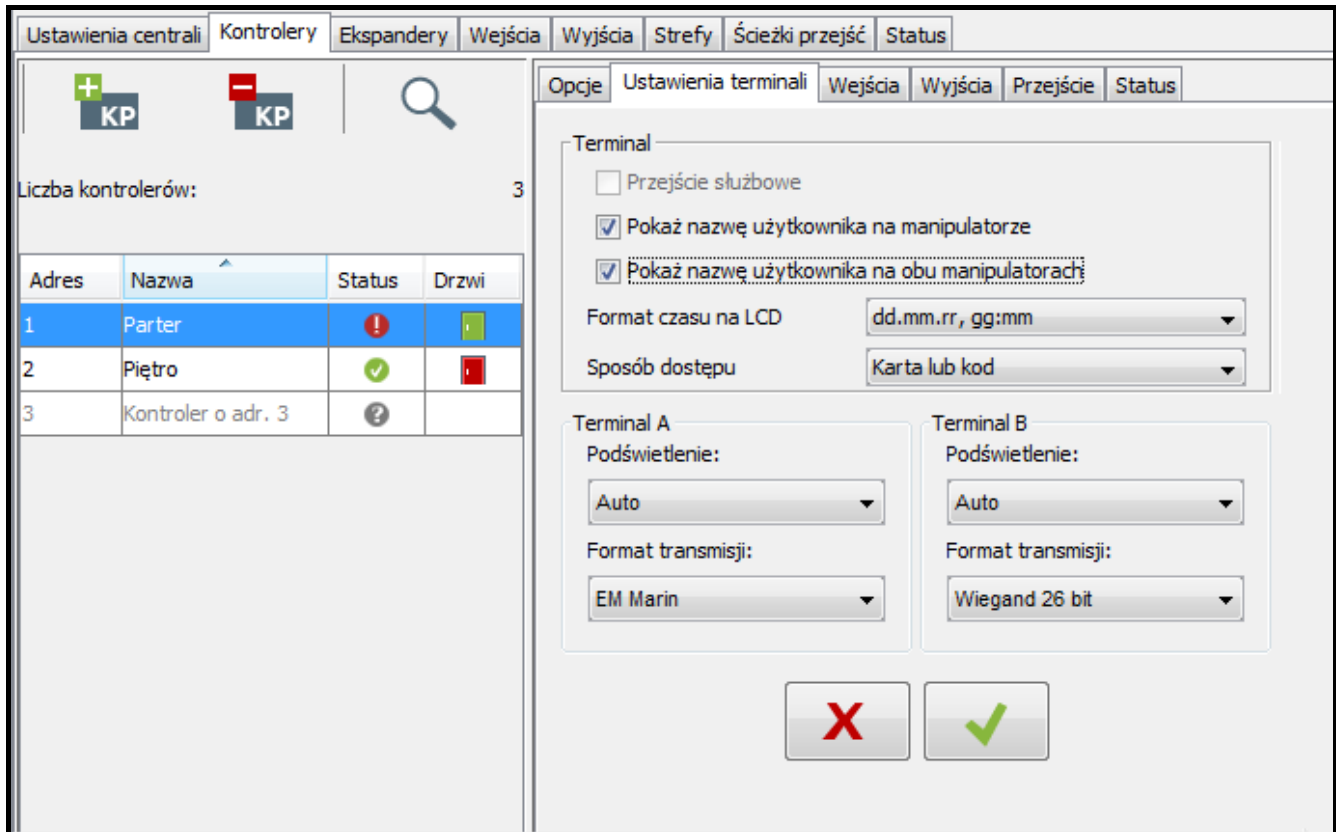 Ustawienia centrali Kontrolery Ekspandery Wejścia Wyjścia Strefy Ścieżki przejść Status
KP KP
Liczba kontrolerów: 3
Adres Nazwa Status Drzwi
1 Parter
2 Piętro
3 Kontroler o adr. 3
Opcje Ustawienia terminali Wejścia Wyjścia Przejście Status
Terminal
Przejście służbowe
Pokaż nazwę użytkownika na manipulatorze
Pokaż nazwę użytkownika na obu manipulatorach
Format czasu na LCD dd.mm.rr, gg:mm
Sposób dostępu Karta lub kod
Terminal A
Podświetlenie:
Auto
Format transmisji:
EM Marin
Terminal B
Podświetlenie:
Auto
Format transmisji:
Wiegand 26 bit